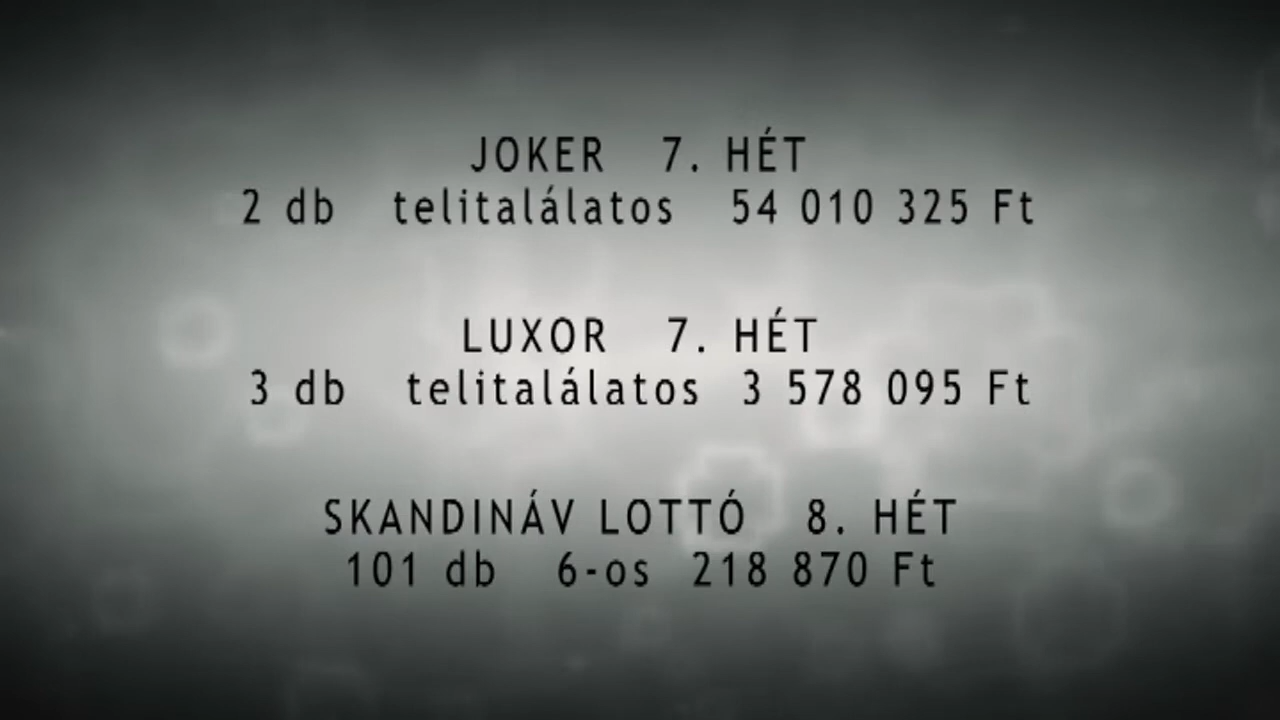 JOKER 7. HÉT
2 db telitalálatos 54 010 325 Ft
LUXOR 7. HÉT
3 db telitalálatos 3 578 095 Ft
SKANDINÁV LOTTÓ 8. HÉT
101 db 6-os 218 870 Ft